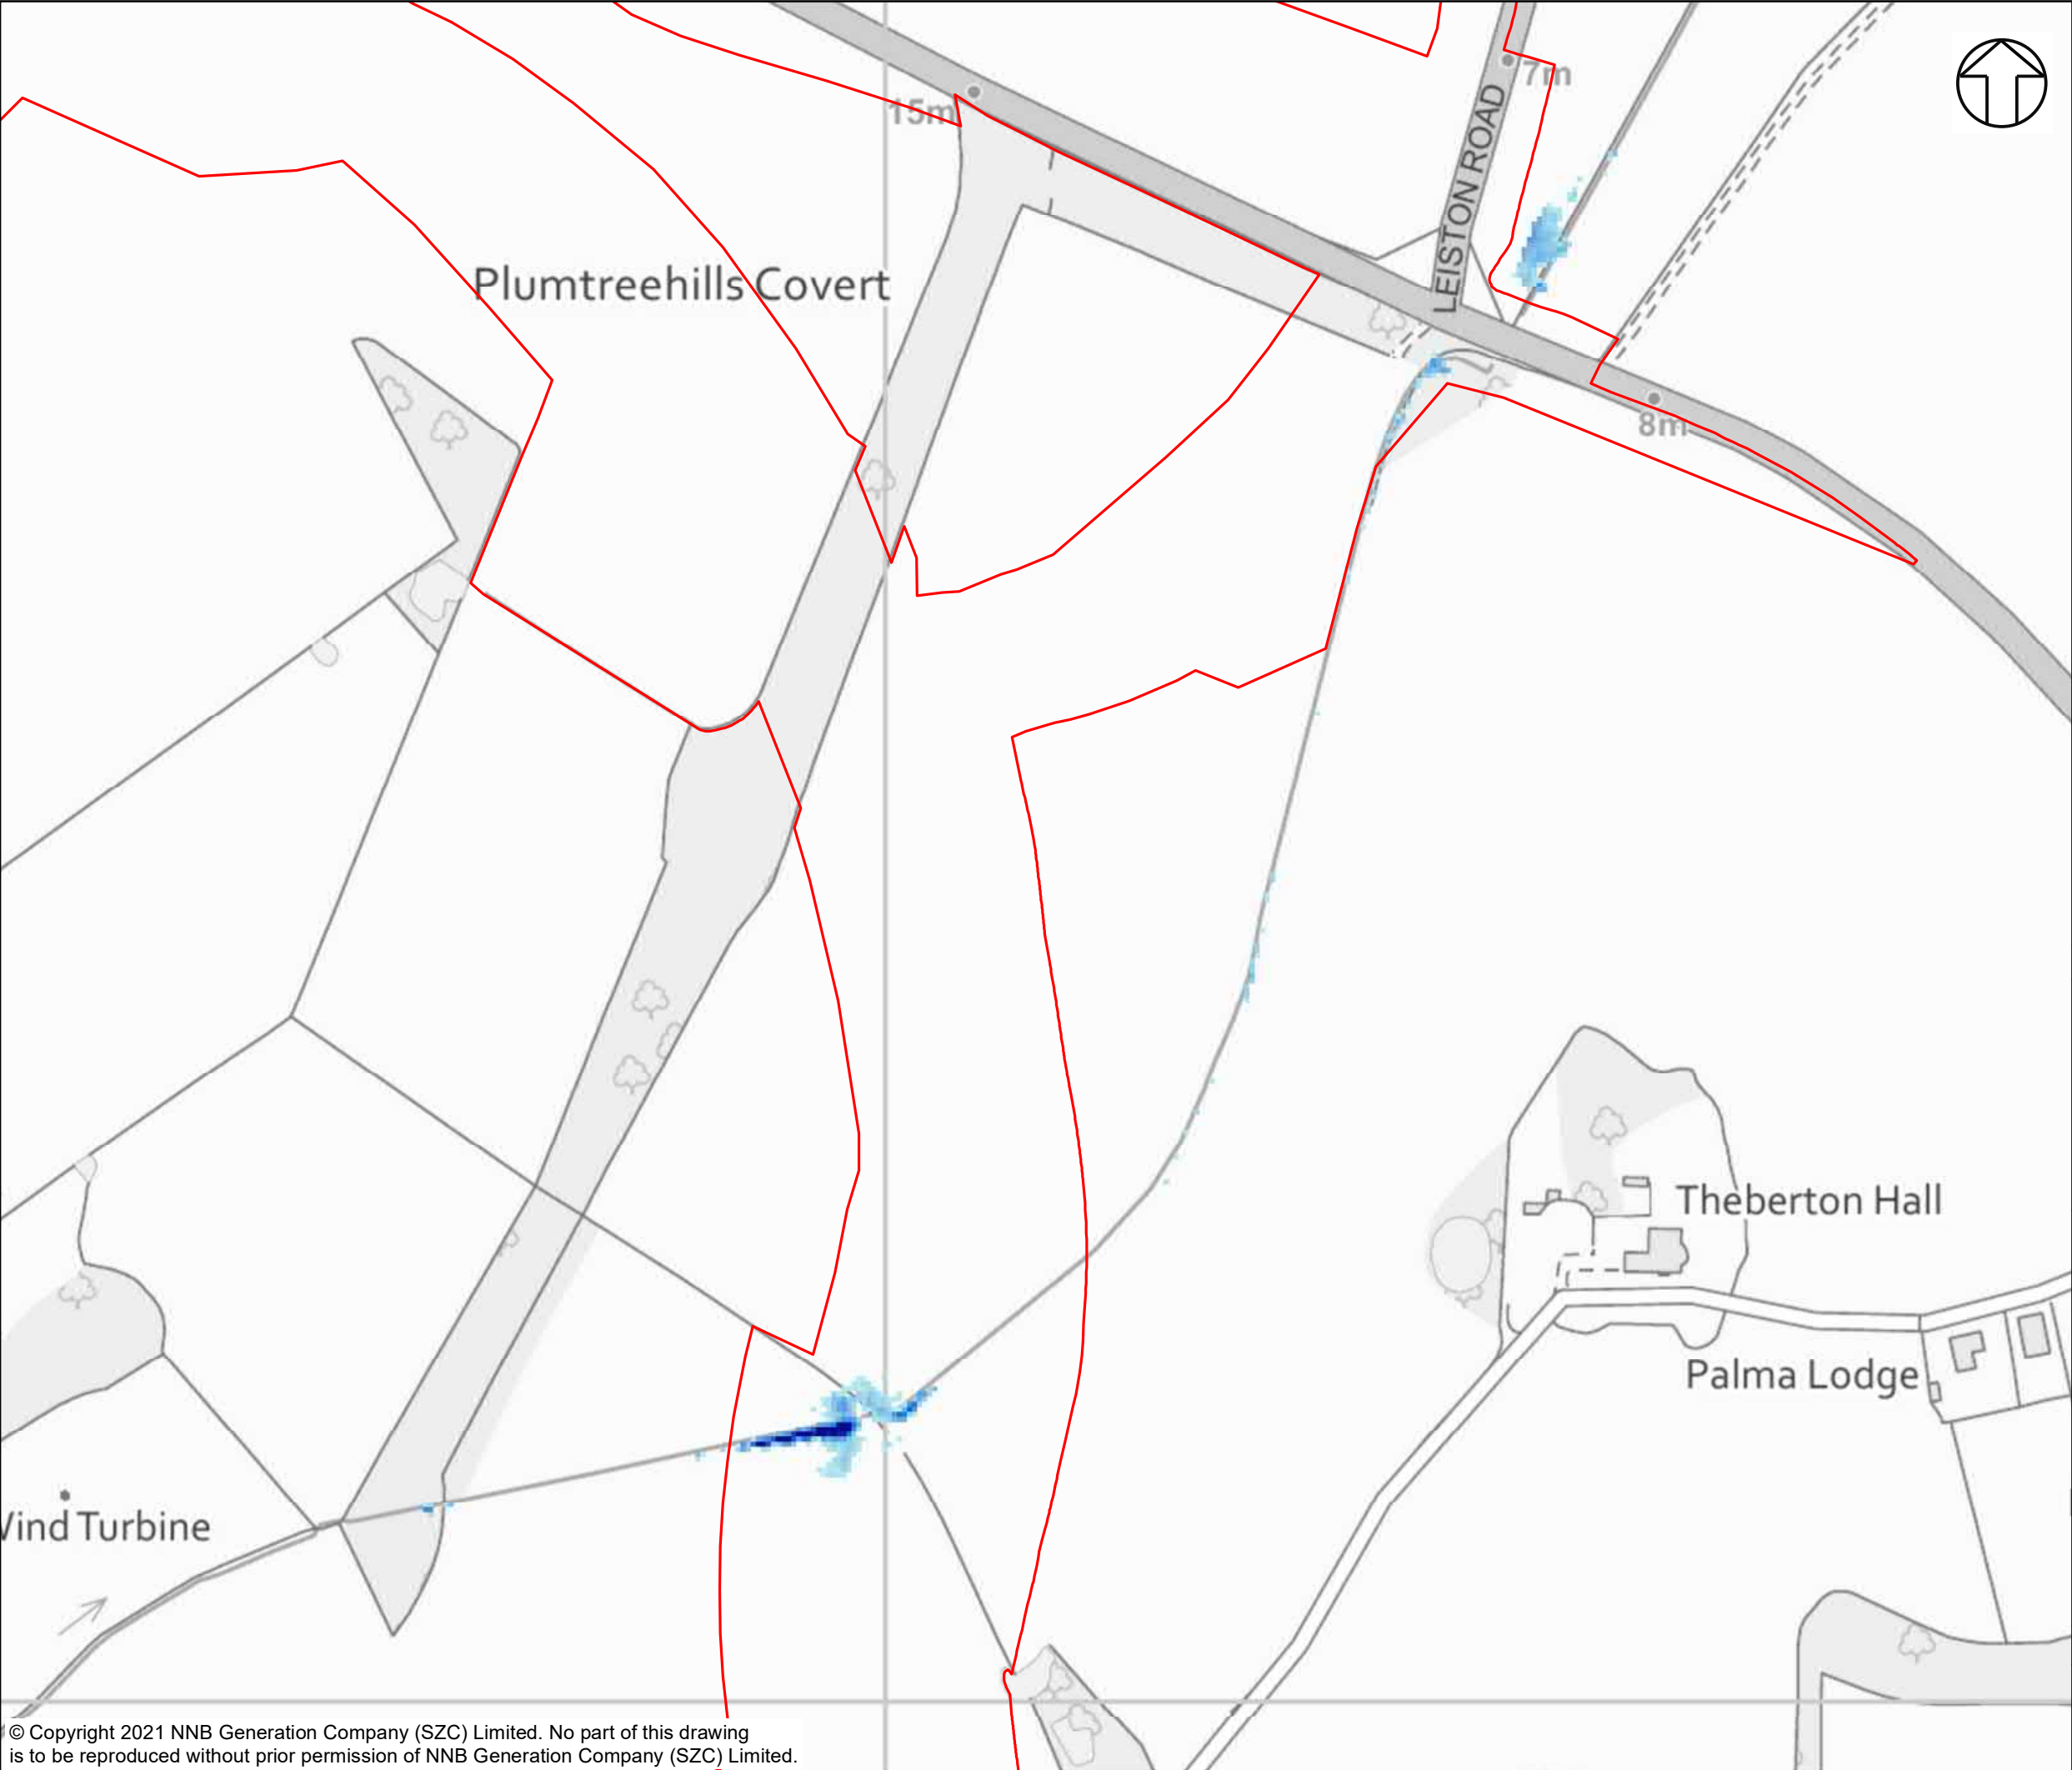 7m
15m
LEISTON ROAD
Plumtreehills Covert
8m
Theberton Hall
Palma Lodge
Turbine
© Copyright 2021 NNB Generation Company (SZC) Limited. No part of this drawing
is to be reproduced without prior permission of NNB Generation Company (SZC) Limited.